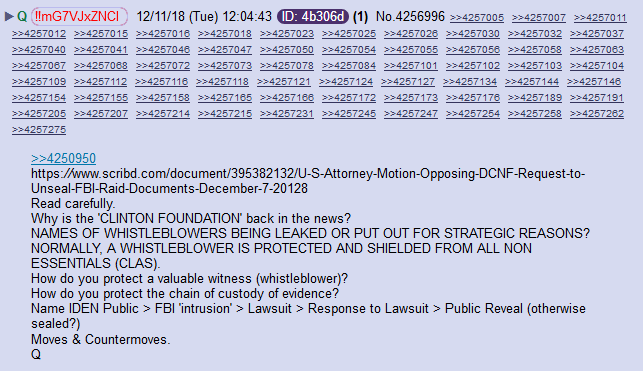 ▶ Q !!mG7VJxZNCI 12/11/18 (Tue) 12:04:43 ID: 4b306d (1) No.4256996 >>4257005 >>4257007 >>4257011
>>4257012 >>4257015 >>4257016 >>4257018 >>4257023 >>4257025 >>4257026 >>4257030 >>4257032 >>4257037
>>4257040 >>4257041 >>4257046 >>4257047 >>4257050 >>4257054 >>4257055 >>4257056 >>4257058 >>4257063
>>4257067 >>4257068 >>4257072 >>4257073 >>4257078 >>4257084 >>4257101 >>4257102 >>4257103 >>4257104
>>4257109 >>4257112 >>4257116 >>4257118 >>4257121 >>4257124 >>4257127 >>4257134 >>4257144 >>4257146
>>4257154 >>4257155 >>4257158 >>4257165 >>4257166 >>4257172 >>4257173 >>4257176 >>4257189 >>4257191
>>4257205 >>4257207 >>4257214 >>4257215 >>4257231 >>4257245 >>4257247 >>4257254 >>4257258 >>4257262
>>4257275
>>4250950
https://www.scribd.com/document/395382132/U-S-Attorney-Motion-Opposing-DCNF-Request-to-
Unseal-FBI-Raid-Documents-December-7-20128
Read carefully.
Why is the 'CLINTON FOUNDATION' back in the news?
NAMES OF WHISTLEBLOWERS BEING LEAKED OR PUT OUT FOR STRATEGIC REASONS?
NORMALLY, A WHISTLEBLOWER IS PROTECTED AND SHIELDED FROM ALL NON
ESSENTIALS (CLAS).
How do you protect a valuable witness (whistleblower)?
How do you protect the chain of custody of evidence?
Name IDEN Public > FBI 'intrusion' > Lawsuit > Response to Lawsuit > Public Reveal (otherwise
sealed?)
Moves & Countermoves.
Q